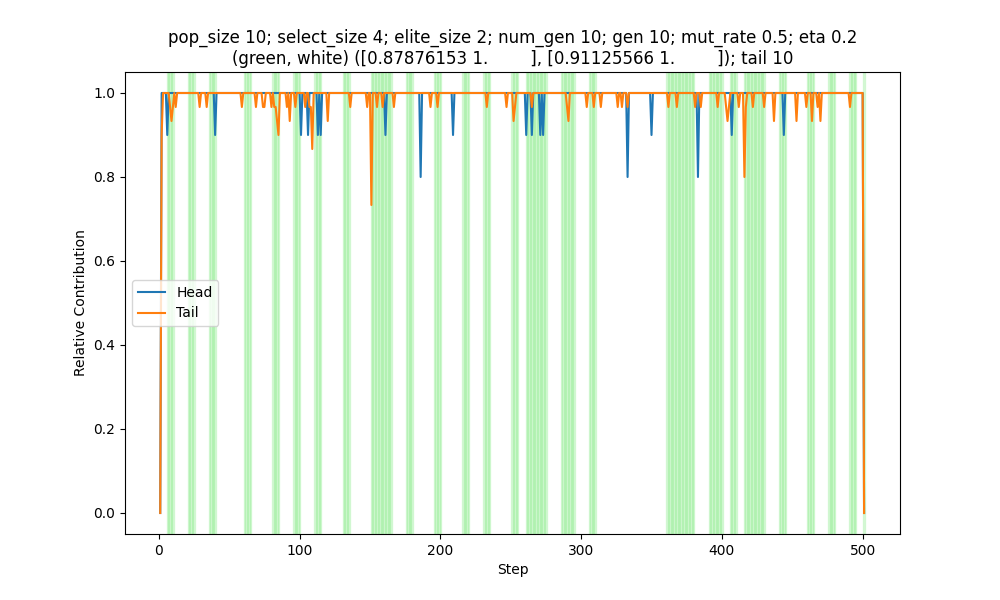 pop_size 10; select_size 4; elite_size 2; num_gen 10; gen 10; mut_rate 0.5; eta 0.2
(green, white) ([0.87876153 1.        ], [0.91125566 1.        ]); tail 10
1.0
0.8
0.6
0.4
0.2
0.0
Relative Contribution
Head
Tail
0
100
200
300
400
500
Step